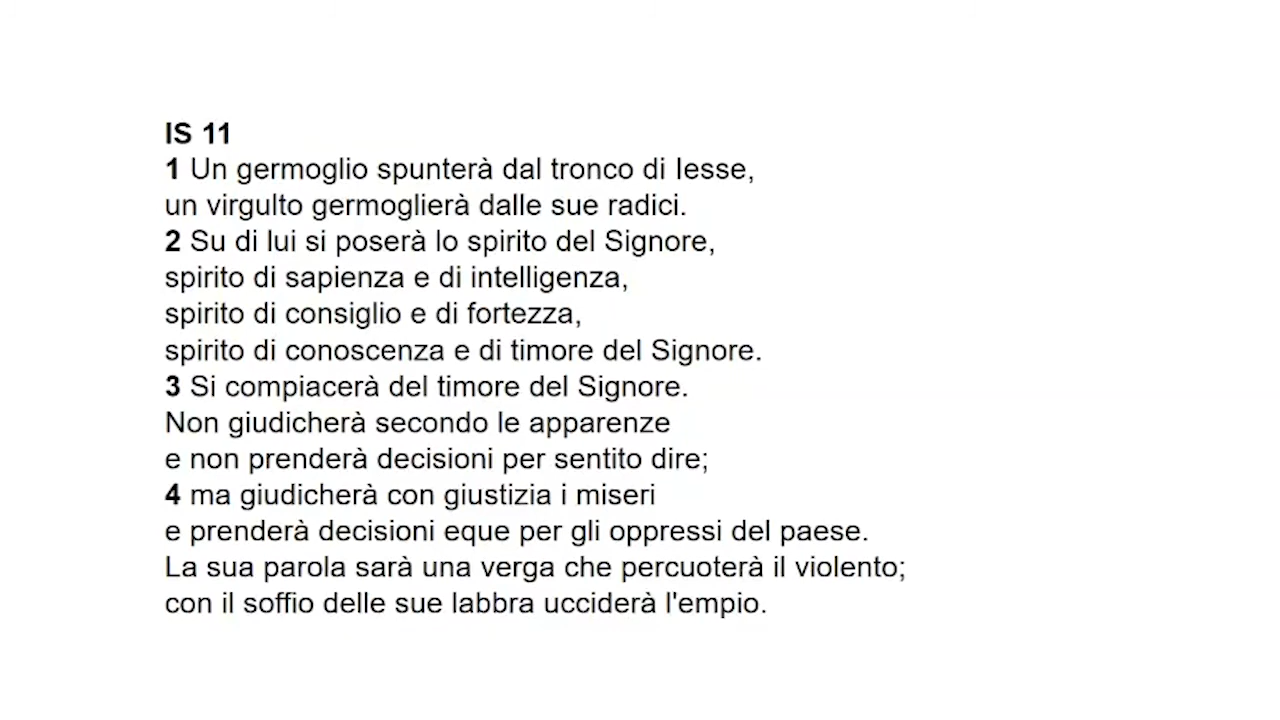 IS 11
1 Un germoglio spunterà dal tronco di Iesse,
un virgulto germoglierà dalle sue radici.
2 Su di lui si poserà lo spirito del Signore,
spirito di sapienza e di intelligenza,
spirito di consiglio e di fortezza,
spirito di conoscenza e di timore del Signore.
3 Si compiacerà del timore del Signore.
Non giudicherà secondo le apparenze
e non prenderà decisioni per sentito dire;
4 ma giudicherà con giustizia i miseri
e prenderà decisioni eque per gli oppressi del paese.
La sua parola sarà una verga che percuoterà il violento;
con il soffio delle sue labbra ucciderà l'empio.